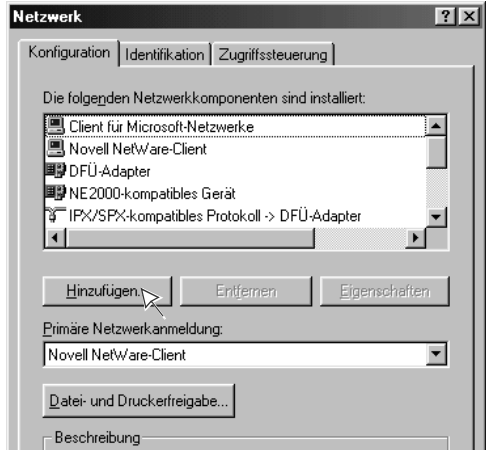 Netzwerk
Konfiguration Identifikation Zugriffssteuerung
Die folgenden Netzwerkkomponenten sind installiert:
Client für Microsoft-Netzwerke
Novell NetWare-Client
DFÜ-Adapter
NE2000-kompatibles Gerät
IPX/SPX-kompatibles Protokoll -> DFÜ-Adapter
Hinzufügen... Entfernen Eigenschaften
Primäre Netzwerkanmeldung:
Novell NetWare-Client
Datei- und Druckerfreigabe...
Beschreibung